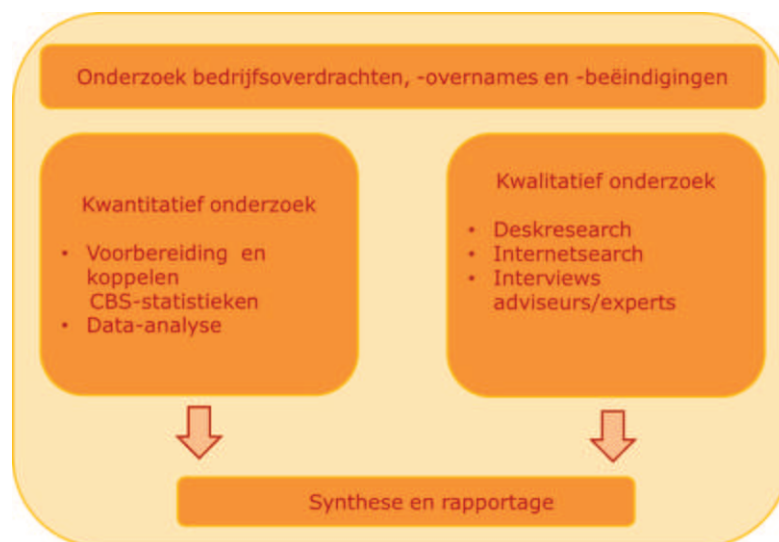 Onderzoek bedrijfsoverdrachten, -overnames en -beëindigingen
Kwantitatief onderzoek
• Voorbereiding en
koppelen
CBS-statistieken
• Data-analyse
Kwalitatief onderzoek
• Deskresearch
• Internetsearch
• Interviews
adviseurs/experts
Synthese en rapportage